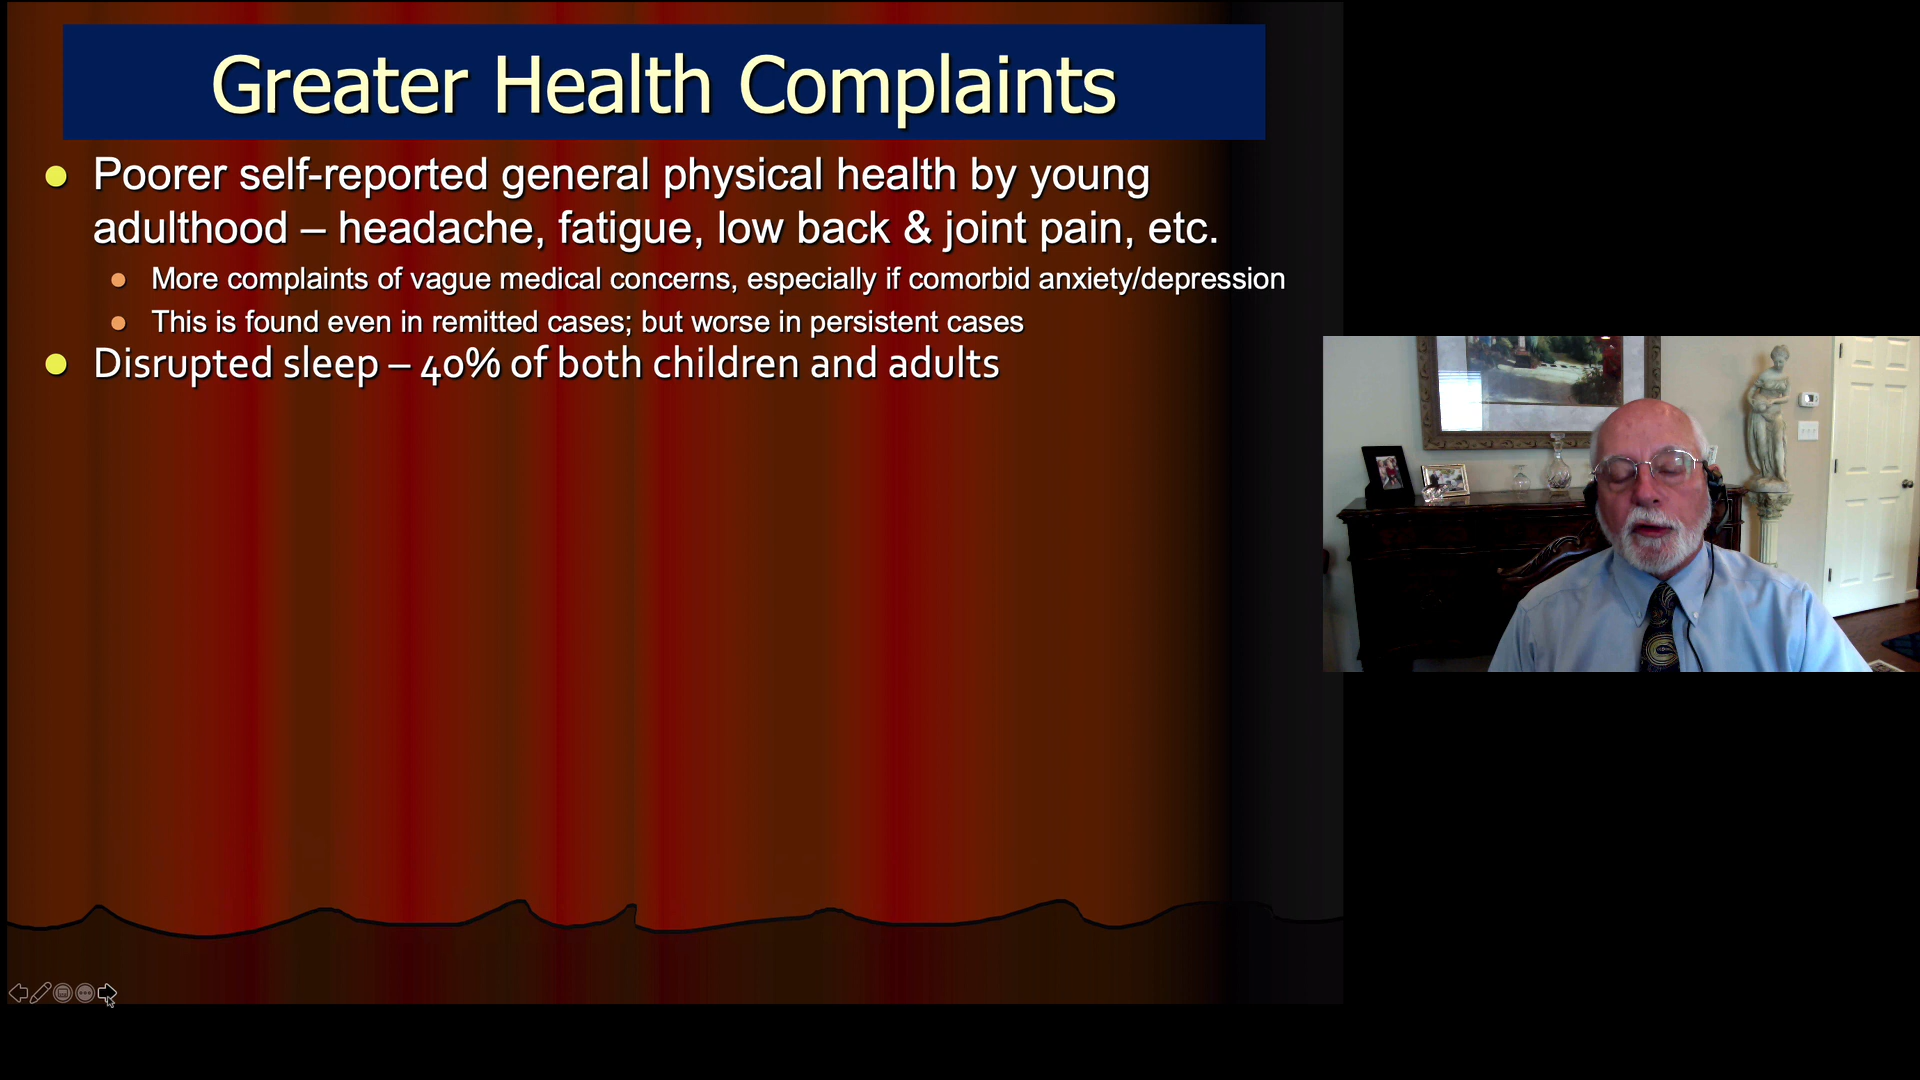 Greater Health Complaints
Poorer self-reported general physical health by young
adulthood – headache, fatigue, low back & joint pain, etc.
More complaints of vague medical concerns, especially if comorbid anxiety/depression
This is found even in remitted cases; but worse in persistent cases
Disrupted sleep – 40% of both children and adults